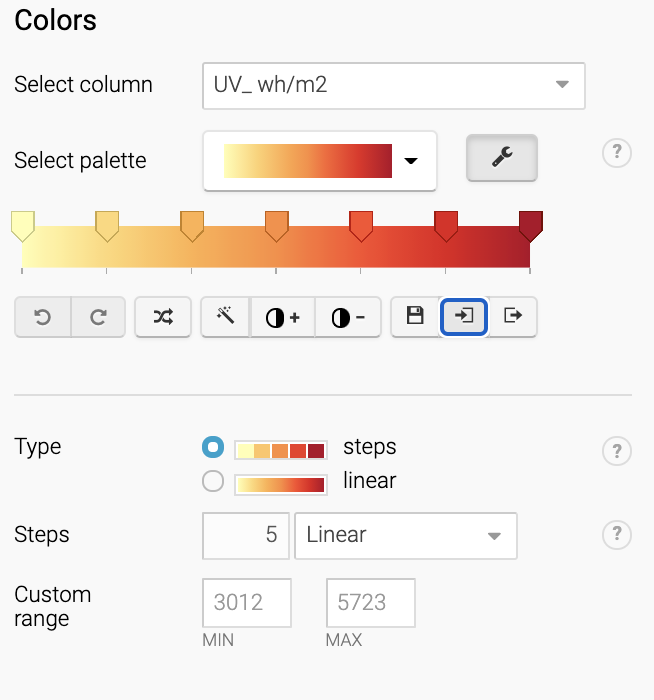 Colors
Select column
UV_ wh/m2
Select palette
?
+
−
Type
steps
?
linear
Steps
5
Linear
?
Custom
range
3012
5723
MIN
MAX